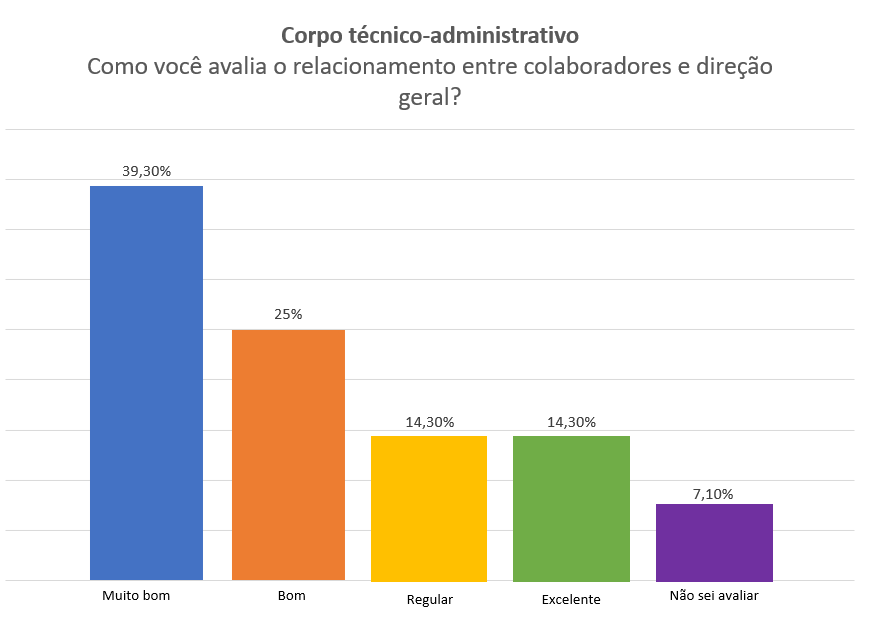 Corpo técnico-administrativo
Como você avalia o relacionamento entre colaboradores e direção
geral?
39,30%
25%
14,30%
14,30%
7,10%
Muito bom
Bom
Regular
Excelente
Não sei avaliar